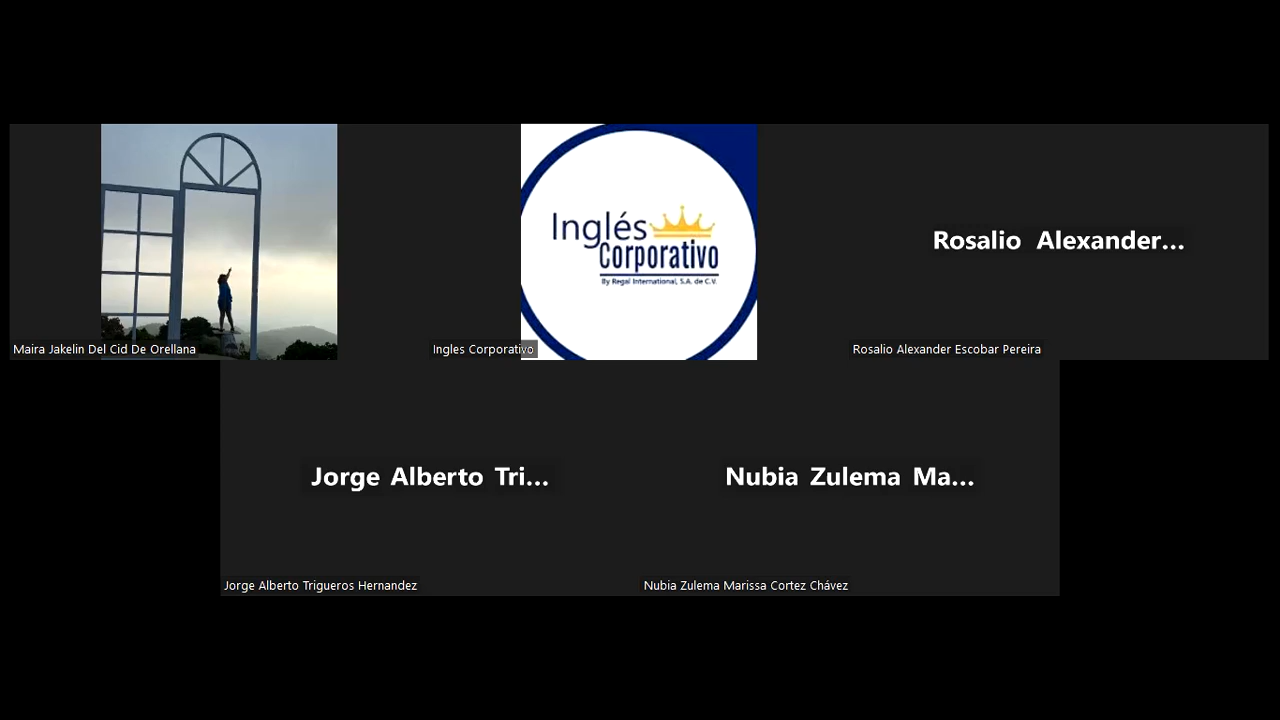 Inglés
Corporativo
By Regal International, S.A. de C.V.
Rosalio Alexander...
Maira Jakelin Del Cid De Orellana
Ingles Corporativo
Rosalio Alexander Escobar Pereira
Jorge Alberto Tri...
Nubia Zulema Ma...
Jorge Alberto Trigueros Hernandez
Nubia Zulema Marissa Cortez Chávez